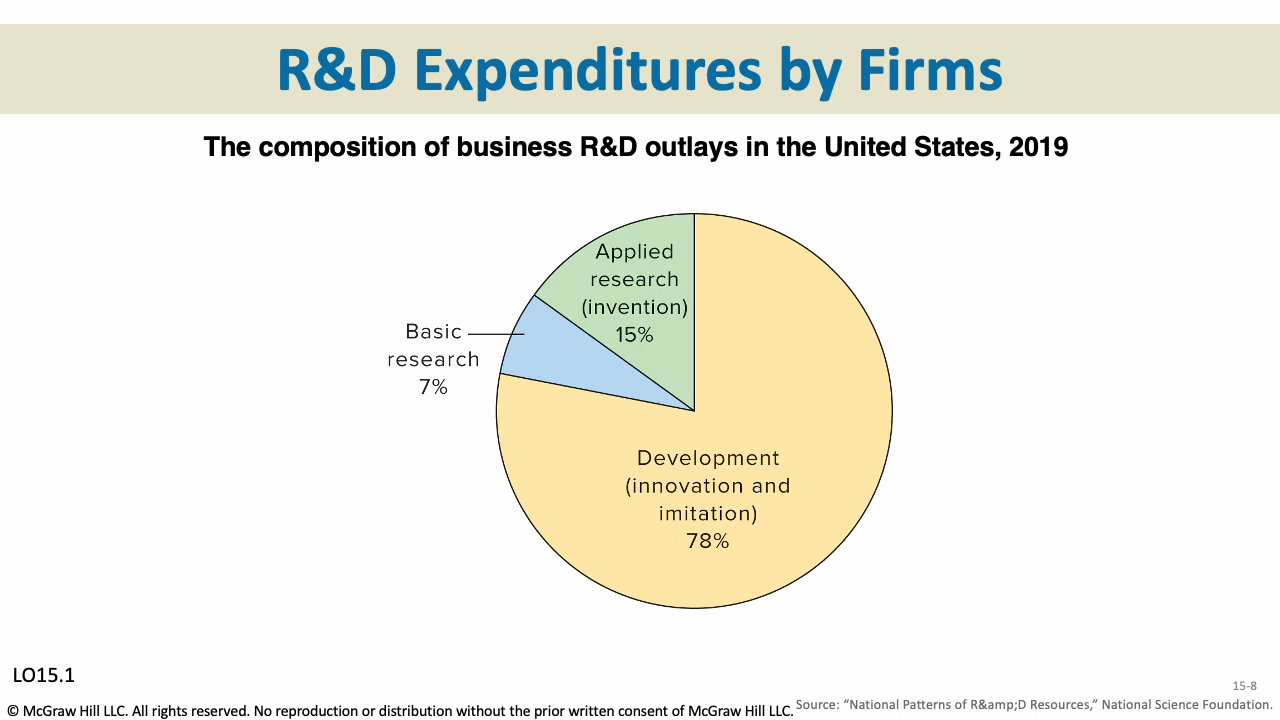 R&D Expenditures by Firms
The composition of business R&D outlays in the United States, 2019
Applied
research
(invention)
15%
Basic
research
7%
Development
(innovation and
imitation)
78%
LO15.1
15-8
© McGraw Hill LLC. All rights reserved. No reproduction or distribution without the prior written consent of McGraw Hill LLC.
Source: “National Patterns of R&amp;D Resources,” National Science Foundation.